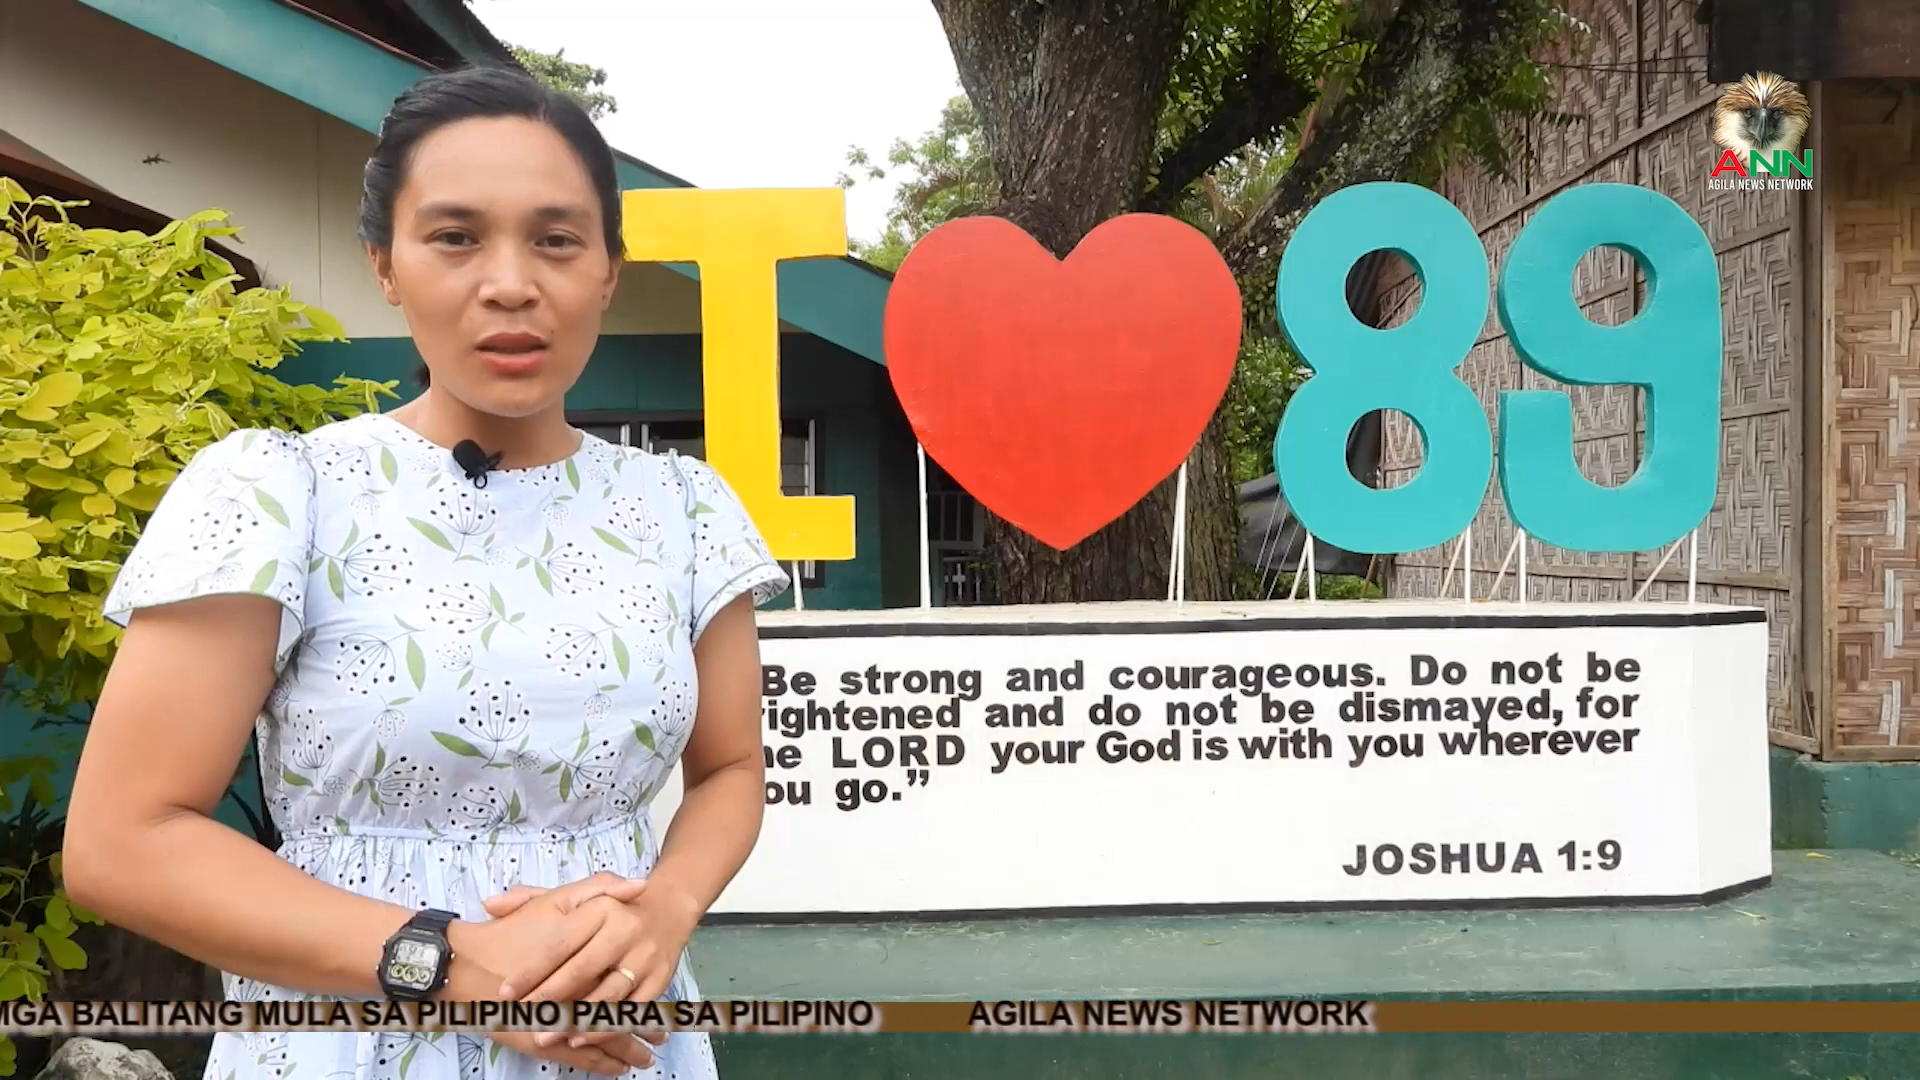 ANN
AGILA NEWS NETWORK
I 89
Be strong and courageous. Do not be
ightened and do not be dismayed, for
he LORD your God is with you wherever
ou go.”
JOSHUA 1:9
MGA BALITANG MULA SA PILIPINO PARA SA PILIPINO AGILA NEWS NETWORK